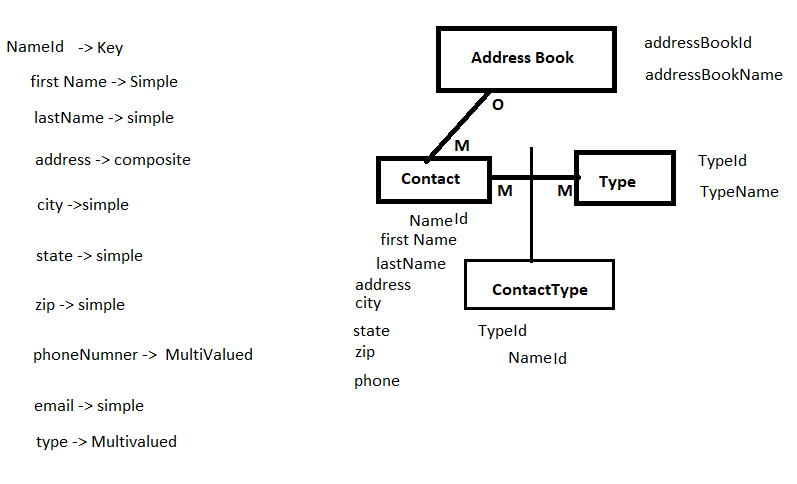 NameId -> Key
first Name -> Simple
lastName -> simple
address -> composite
city ->simple
state -> simple
zip -> simple
phoneNumner -> MultiValued
email -> simple
type -> Multivalued
Address Book
addressBookId
addressBookName
O
M
Contact
M
M
Type
TypeId
TypeName
NameId
first Name
lastName
address
city
state
zip
phone
ContactType
TypeId
NameId